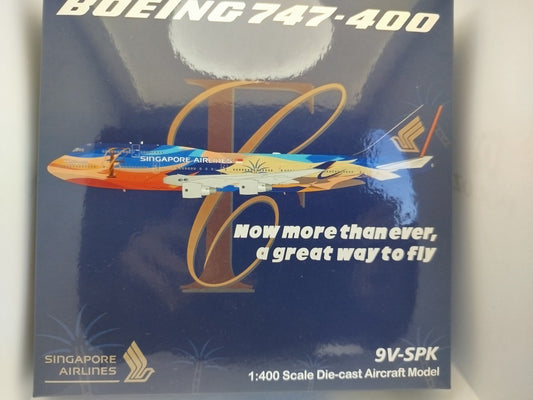 BOEING 747-400
SINGAPORE AIRLINES
Now more than ever,
a great way to fly
9V-SPK
SINGAPORE
AIRLINES
1:400 Scale Die-cast Aircraft Model